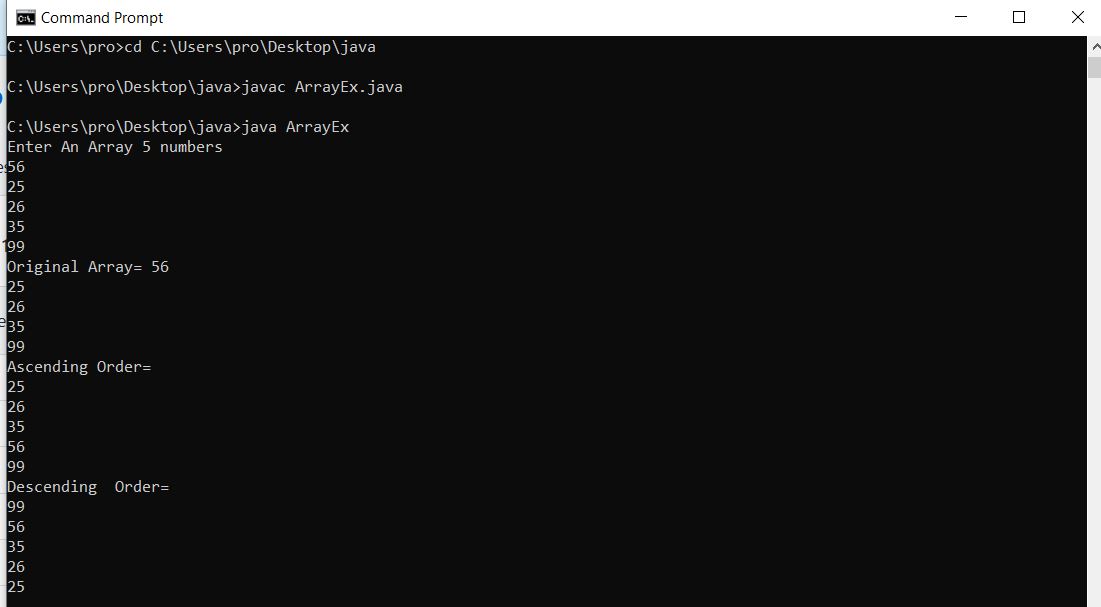 Command Prompt
C:\Users\pro>cd C:\Users\pro\Desktop\java
C:\Users\pro\Desktop\java>javac ArrayEx.java
C:\Users\pro\Desktop\java>java ArrayEx
Enter An Array 5 numbers
56
25
26
35
99
Original Array= 56
25
26
35
99
Ascending Order=
25
26
35
56
99
Descending  Order=
99
56
35
26
25